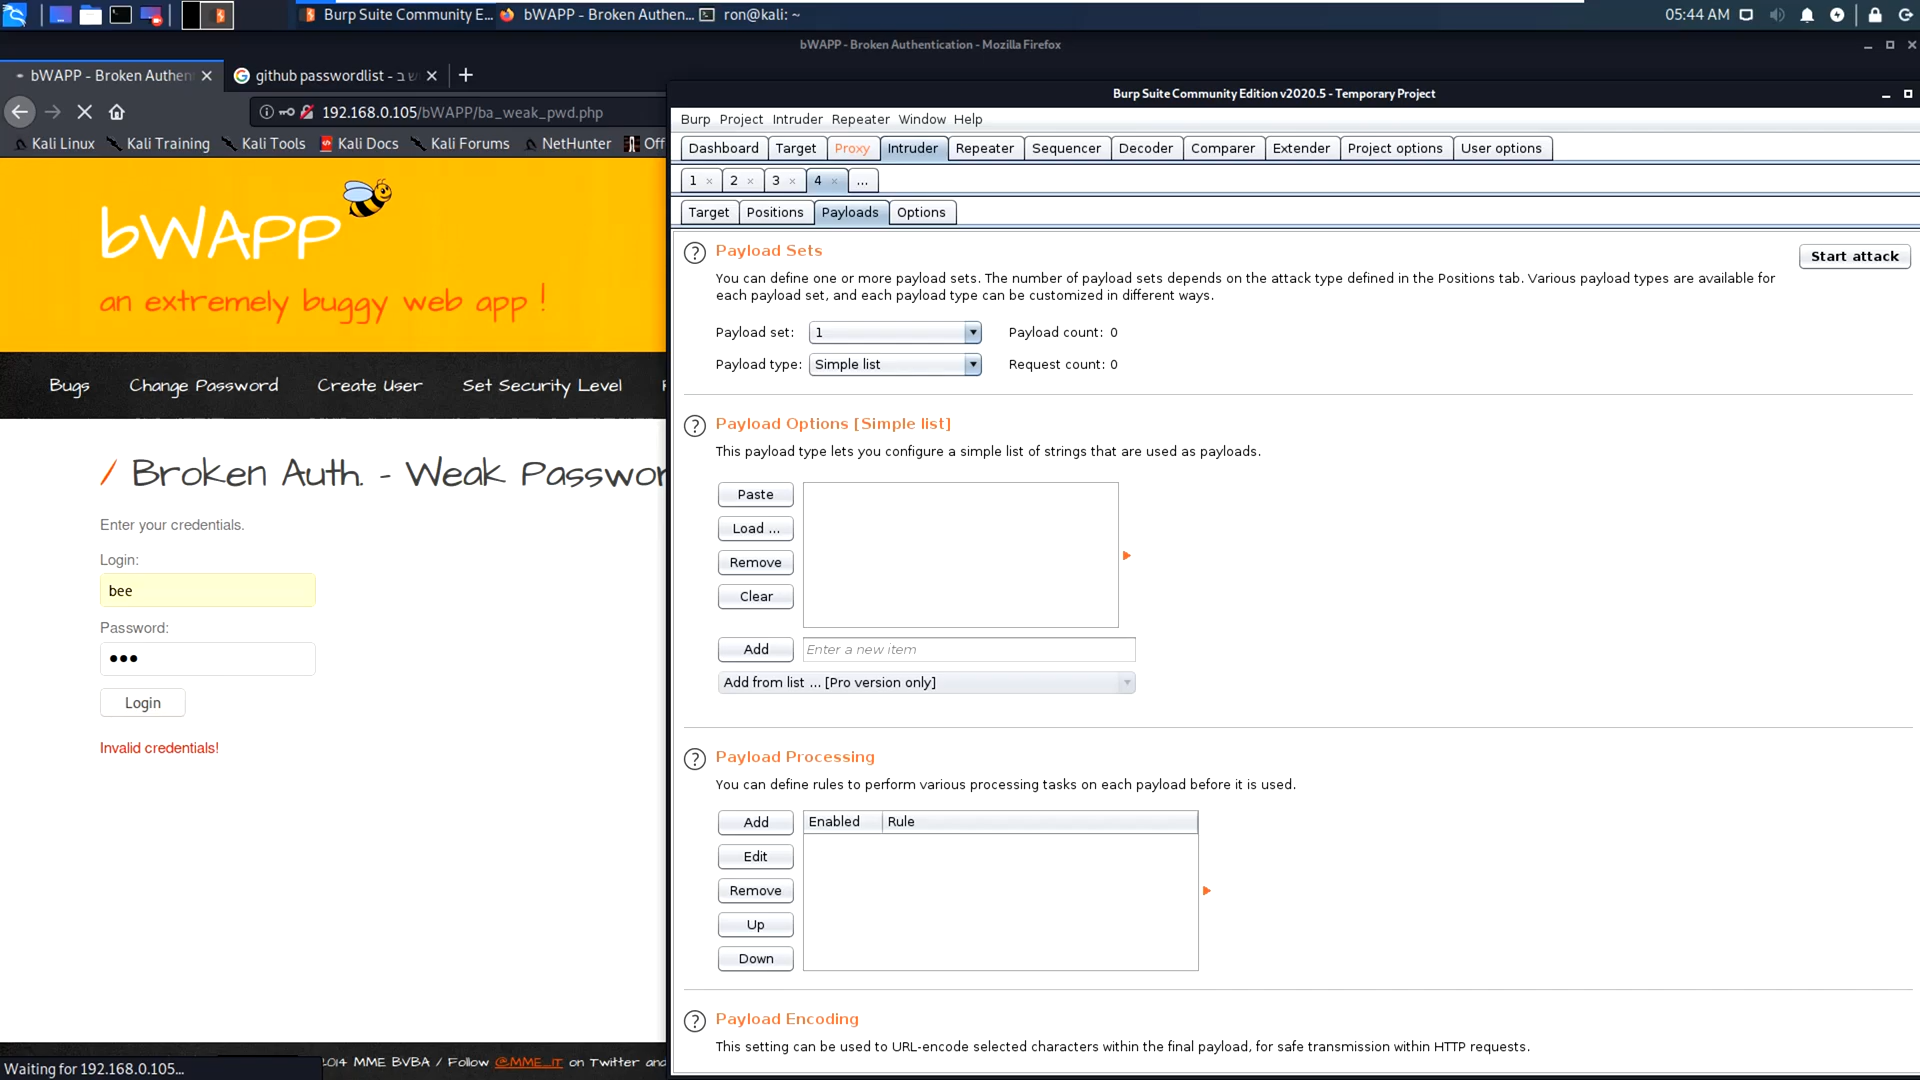 Burp Suite Community E...
bWAPP - Broken Authen...
ron@kali: ~
05:44 AM
bWAPP - Broken Authentication - Mozilla Firefox
bWAPP - Broken Authen
github passwordlist - ש ב
192.168.0.105/bWAPP/ba_weak_pwd.php
Kali Linux
Kali Training
Kali Tools
Kali Docs
Kali Forums
NetHunter
Off
bWAPP
an extremely buggy web app !
Bugs
Change Password
Create User
Set Security Level
/ Broken Auth. - Weak Passwor
Enter your credentials.
Login:
bee
Password:
●●●
Login
Invalid credentials!
2014 MME BVBA / Follow @MME_IT on Twitter and
Waiting for 192.168.0.105...
Burp Suite Community Edition v2020.5 - Temporary Project
Burp Project Intruder Repeater Window Help
Dashboard Target Proxy Intruder Repeater Sequencer Decoder Comparer Extender Project options User options
1 × 2 × 3 × 4 × ...
Target Positions Payloads Options
Payload Sets
Start attack
You can define one or more payload sets. The number of payload sets depends on the attack type defined in the Positions tab. Various payload types are available for
each payload set, and each payload type can be customized in different ways.
Payload set: 1 Payload count: 0
Payload type: Simple list Request count: 0
Payload Options [Simple list]
This payload type lets you configure a simple list of strings that are used as payloads.
Paste
Load ...
Remove
Clear
Add Enter a new item
Add from list ... [Pro version only]
Payload Processing
You can define rules to perform various processing tasks on each payload before it is used.
Add Enabled Rule
Edit
Remove
Up
Down
Payload Encoding
This setting can be used to URL-encode selected characters within the final payload, for safe transmission within HTTP requests.